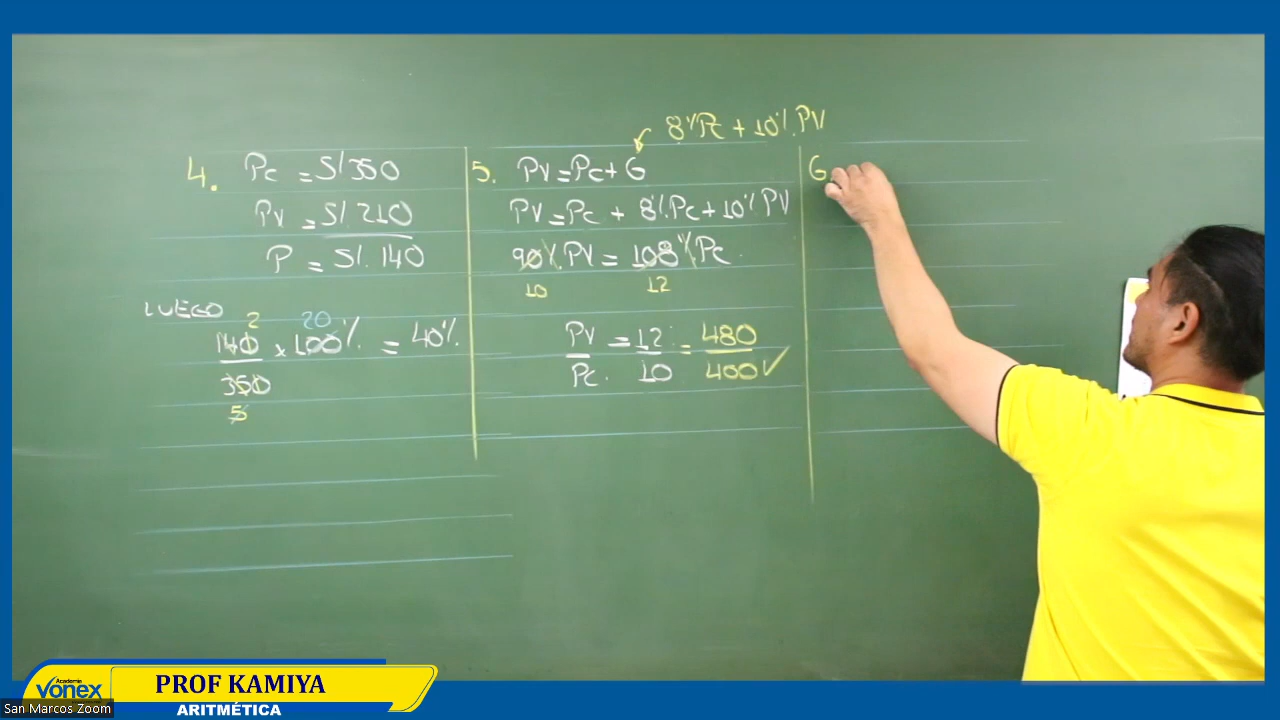 8%Pc + 10%.PV
4. Pc = S/350
PV = S/.210
P = S/. 140
LUEGO
2 20
140 x 100% = 40%.
350
5
5. PV = Pc + G
PV = Pc + 8%.Pc + 10% PV
90%.PV = 108% Pc.
10 12
PV = 12 = 480
Pc. 10 400✓
6
Academia
vonex
PROF KAMIYA
ARITMÉTICA
San Marcos Zoom